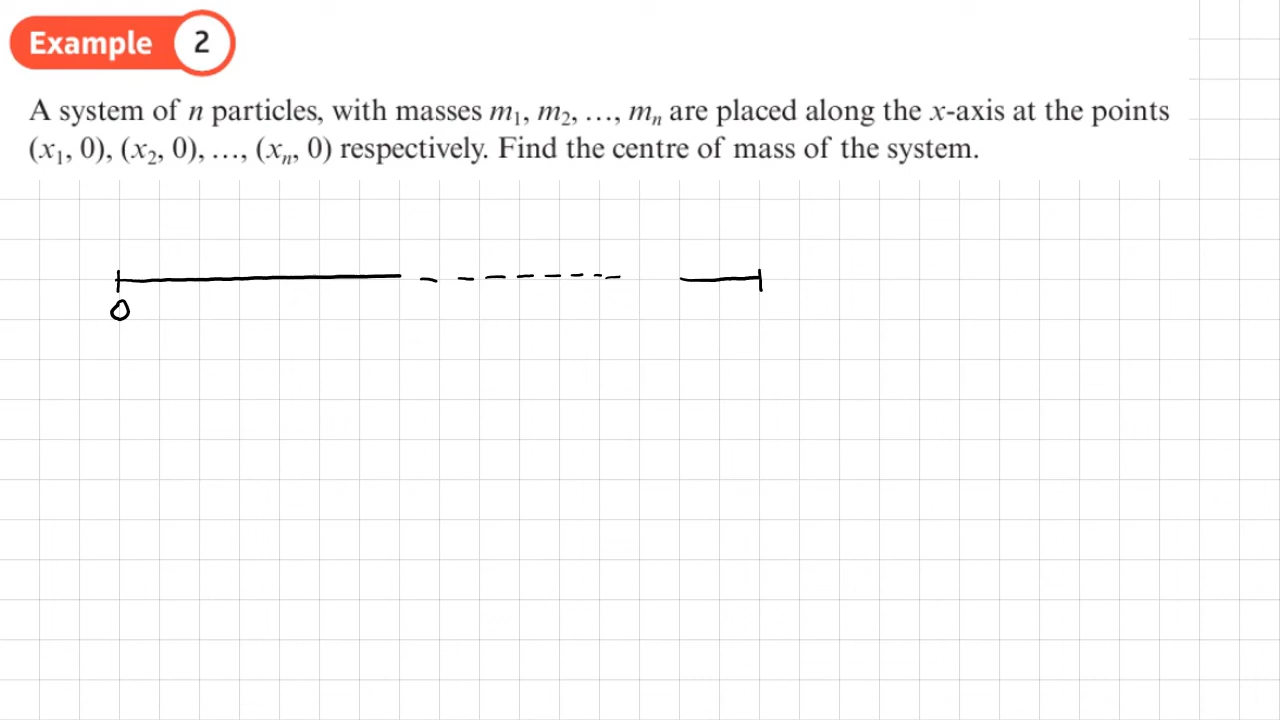 Example 2
A system of n particles, with masses m₁, m₂, …, mₙ are placed along the x-axis at the points
(x₁, 0), (x₂, 0), …, (xₙ, 0) respectively. Find the centre of mass of the system.
O